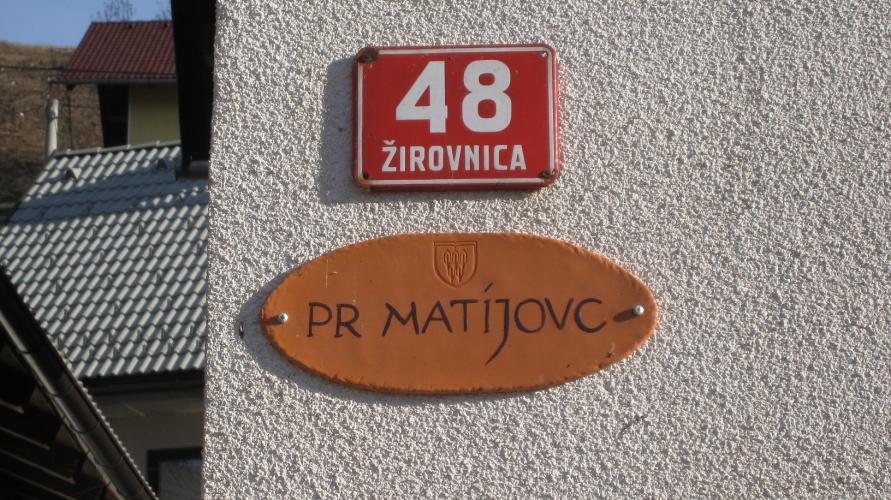 48
ŽIROVNICA
PR MATÍJOVC